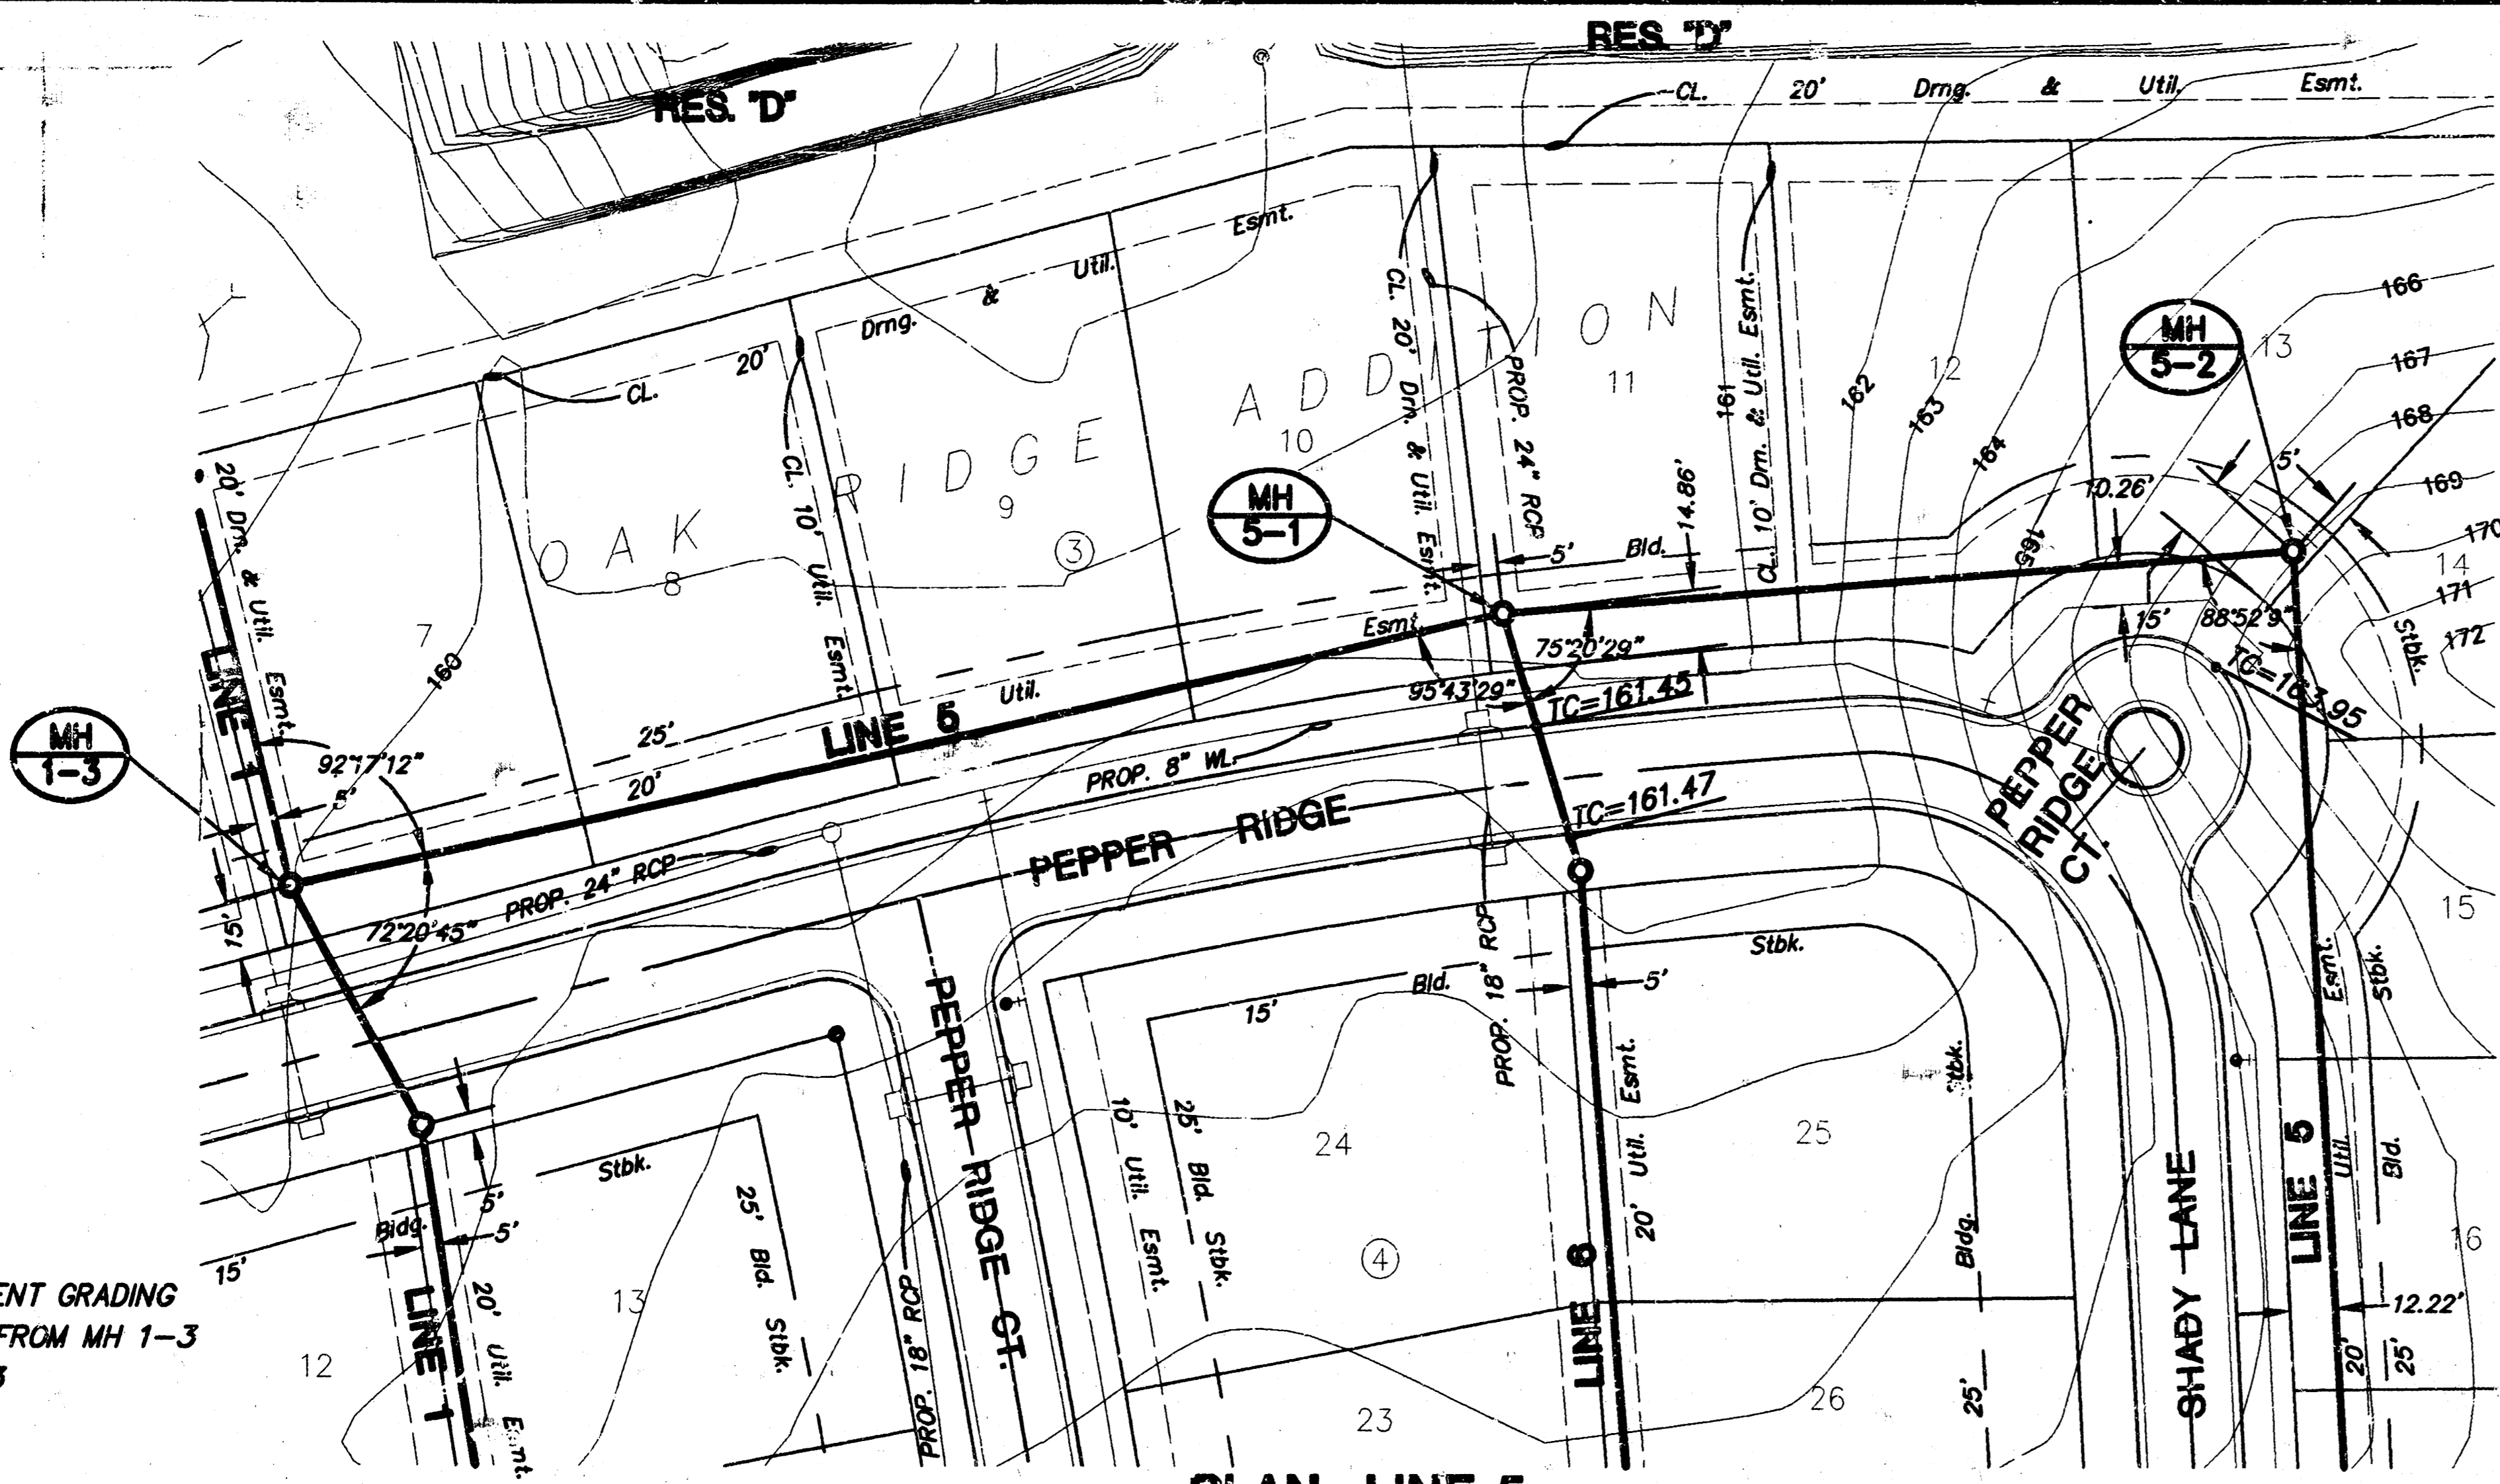 RES. "D"
RES. "D"
CL.
20' Drng. & Util. Esmt.
20' Drng. & Util. Esmt.
CL.
CL. 10' Util. Esmt.
CL. 20' Drn. & Util. Esmt.
PROP. 24" RCP
CL. 10' Drn. & Util. Esmt.
OAK RIDGE ADDITION
7
8
9
10
11
12
13
14
15
16
3
160
161
162
163
164
165
166
167
168
169
170
171
172
MH
5-2
MH
5-1
MH
1-3
20' Drn. & Util. Esmt.
LINE 1
92°17'12"
5'
15'
72°20'45"
25'
20'
Util.
Esmt.
LINE 5
5'
Bld.
14.86'
75°20'29"
95°43'29"
TC=161.45
TC=161.47
10.26'
5'
15'
88°52'9"
Stbk.
PROP. 8" WL.
PROP. 24" RCP
PEPPER RIDGE
PEPPER
RIDGE
CT.
PEPPER RIDGE CT.
PROP. 18" RCP
PROP. 18" RCP
15' Bld. Stbk.
5'
10' Util. Esmt.
25' Bld. Stbk.
24
25
4
23
26
LINE 6
20' Util. Esmt.
Stbk.
Bldg.
25'
SHADY LANE
LINE 5
Esmt.
Util.
20'
Stbk.
Bld.
25'
12.22'
15'
Bldg.
Stbk.
5'
5'
25' Bld. Stbk.
12
13
LINE 1
20' Util. Esmt.
GRADING
FROM MH 1-3